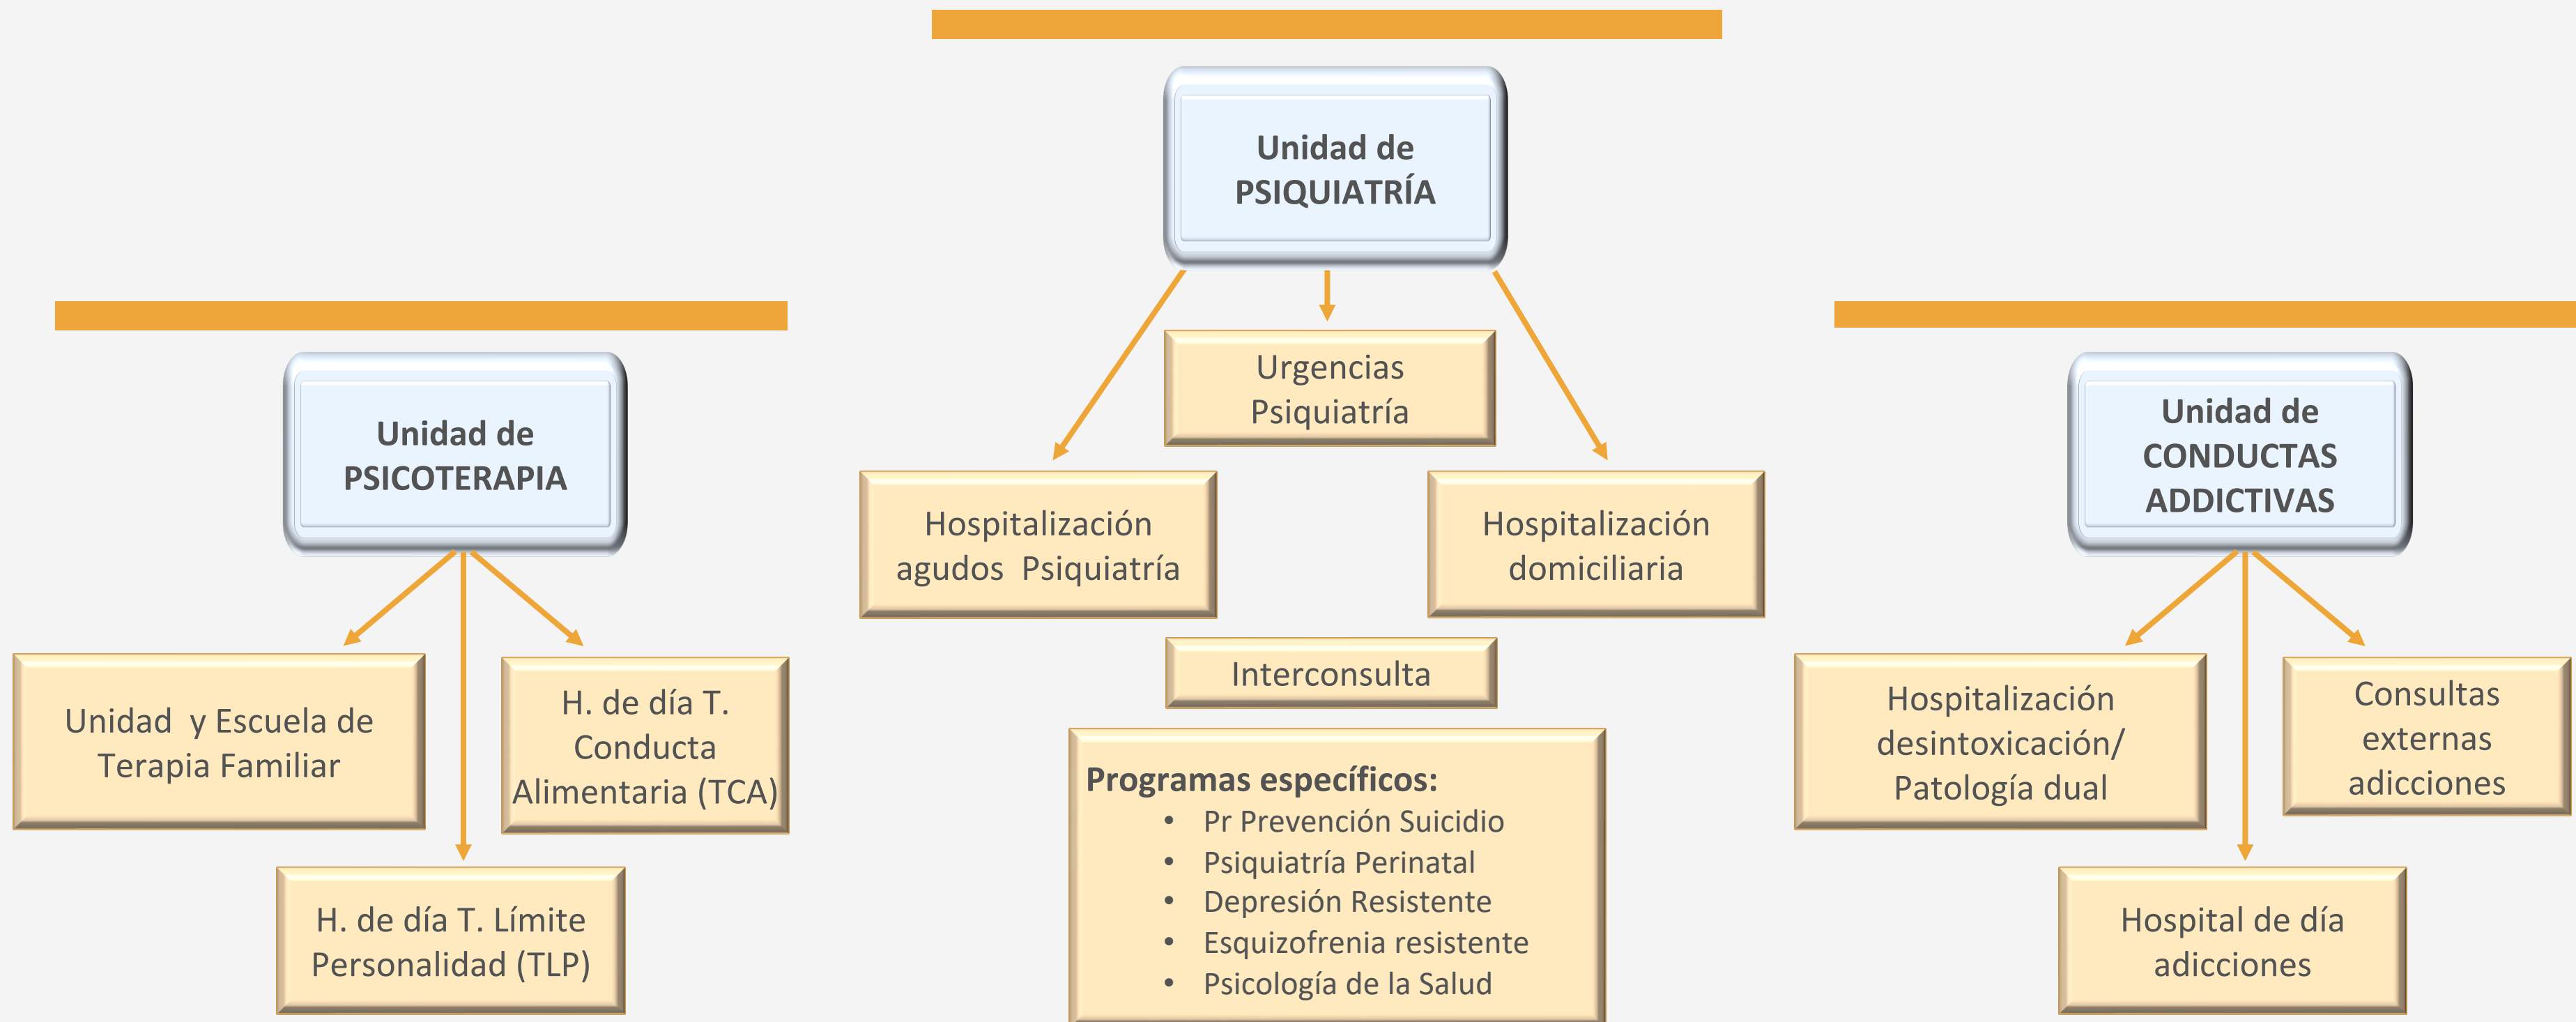 Unidad de
PSIQUIATRÍA
Urgencias
Psiquiatría
Hospitalización
agudos Psiquiatría
Hospitalización
domiciliaria
Interconsulta
Programas específicos:
• Pr Prevención Suicidio
• Psiquiatría Perinatal
• Depresión Resistente
• Esquizofrenia resistente
• Psicología de la Salud
Unidad de
PSICOTERAPIA
Unidad y Escuela de
Terapia Familiar
H. de día T.
Conducta
Alimentaria (TCA)
H. de día T. Límite
Personalidad (TLP)
Unidad de
CONDUCTAS
ADDICTIVAS
Hospitalización
desintoxicación/
Patología dual
Consultas
externas
adicciones
Hospital de día
adicciones